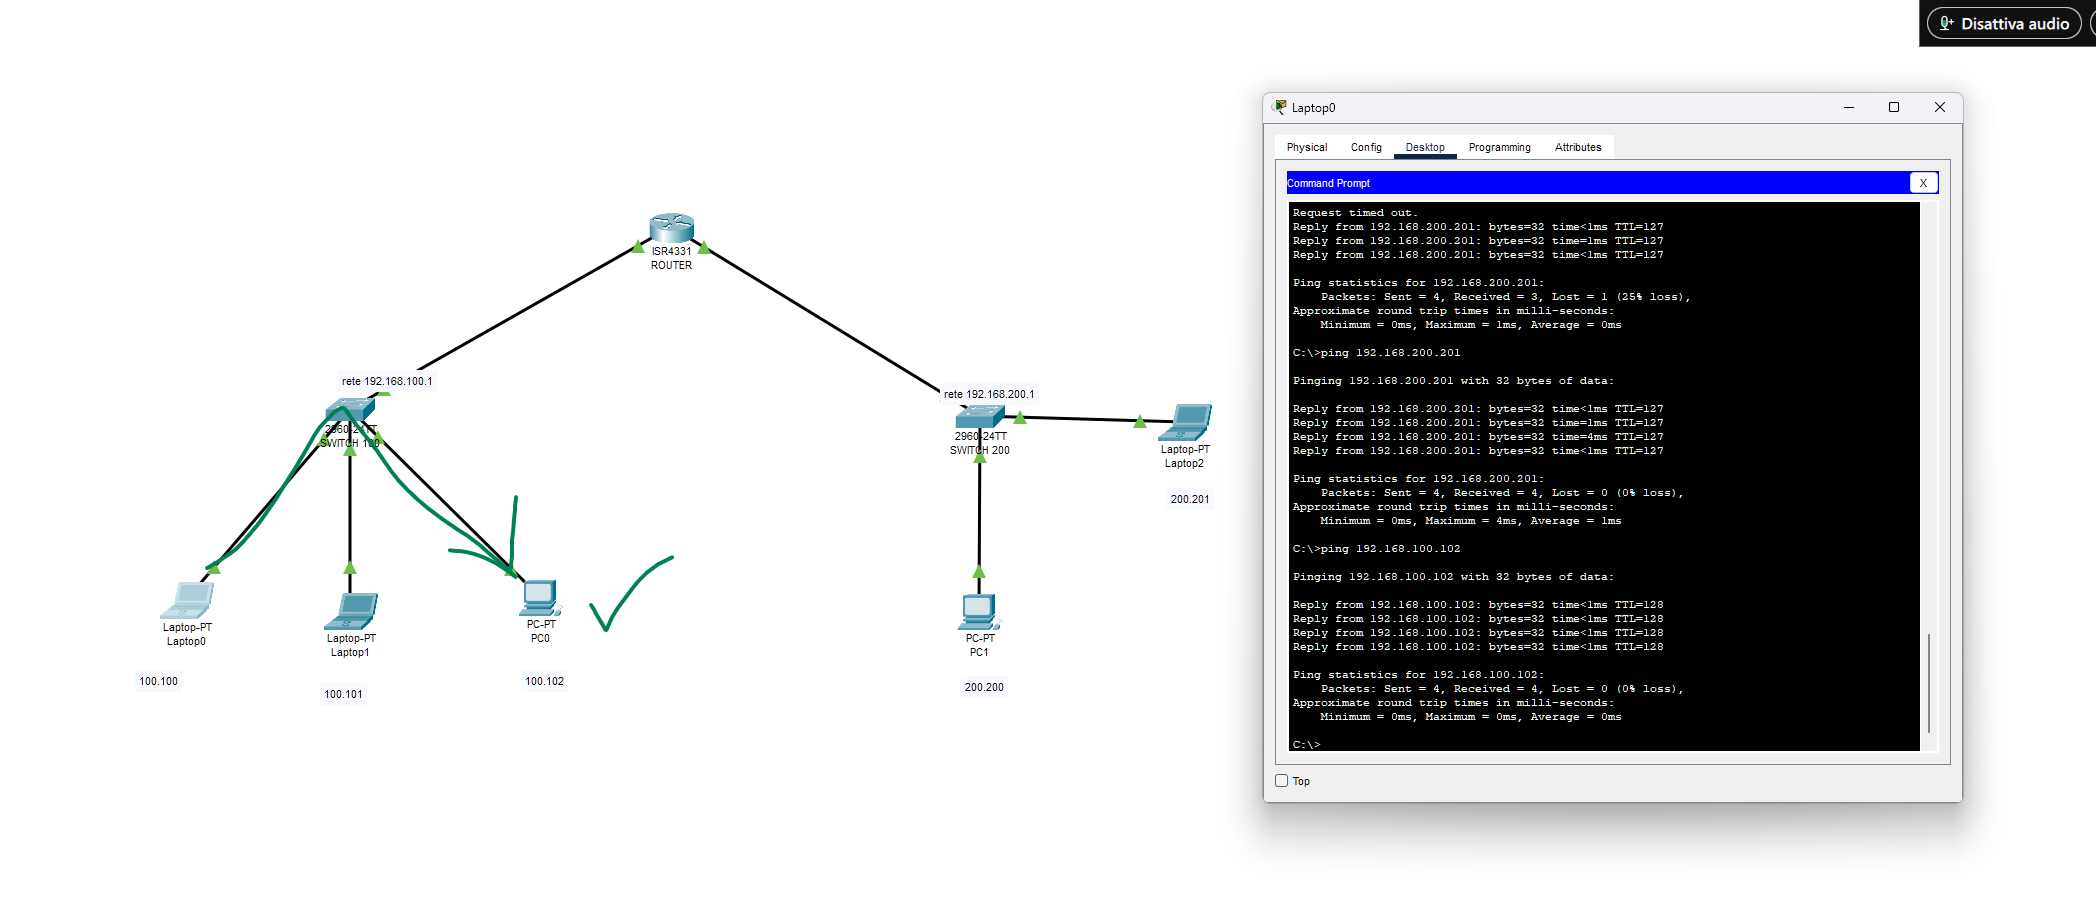 Disattiva audio
ISR4331
ROUTER
rete 192.168.100.1
2960-24TT
SWITCH 100
rete 192.168.200.1
2960-24TT
SWITCH 200
Laptop-PT
Laptop2
200.201
Laptop-PT
Laptop0
100.100
Laptop-PT
Laptop1
100.101
PC-PT
PC0
100.102
PC-PT
PC1
200.200
Laptop0
Physical Config Desktop Programming Attributes
Command Prompt
X
Request timed out.
Reply from 192.168.200.201: bytes=32 time<1ms TTL=127
Reply from 192.168.200.201: bytes=32 time=1ms TTL=127
Reply from 192.168.200.201: bytes=32 time<1ms TTL=127
Ping statistics for 192.168.200.201:
Packets: Sent = 4, Received = 3, Lost = 1 (25% loss),
Approximate round trip times in milli-seconds:
Minimum = 0ms, Maximum = 1ms, Average = 0ms
C:\>ping 192.168.200.201
Pinging 192.168.200.201 with 32 bytes of data:
Reply from 192.168.200.201: bytes=32 time<1ms TTL=127
Reply from 192.168.200.201: bytes=32 time=1ms TTL=127
Reply from 192.168.200.201: bytes=32 time=4ms TTL=127
Reply from 192.168.200.201: bytes=32 time<1ms TTL=127
Ping statistics for 192.168.200.201:
Packets: Sent = 4, Received = 4, Lost = 0 (0% loss),
Approximate round trip times in milli-seconds:
Minimum = 0ms, Maximum = 4ms, Average = 1ms
C:\>ping 192.168.100.102
Pinging 192.168.100.102 with 32 bytes of data:
Reply from 192.168.100.102: bytes=32 time<1ms TTL=128
Reply from 192.168.100.102: bytes=32 time<1ms TTL=128
Reply from 192.168.100.102: bytes=32 time<1ms TTL=128
Reply from 192.168.100.102: bytes=32 time<1ms TTL=128
Ping statistics for 192.168.100.102:
Packets: Sent = 4, Received = 4, Lost = 0 (0% loss),
Approximate round trip times in milli-seconds:
Minimum = 0ms, Maximum = 0ms, Average = 0ms
C:\>
Top